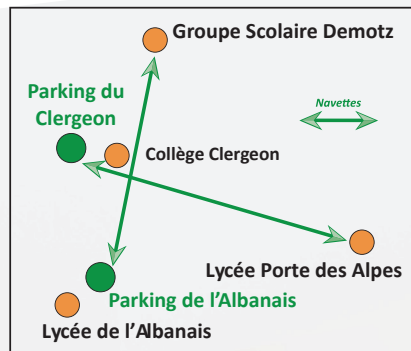 Groupe Scolaire Demotz
Parking du
Clergeon
Navettes
Collège Clergeon
Lycée Porte des Alpes
Parking de l'Albanais
Lycée de l'Albanais